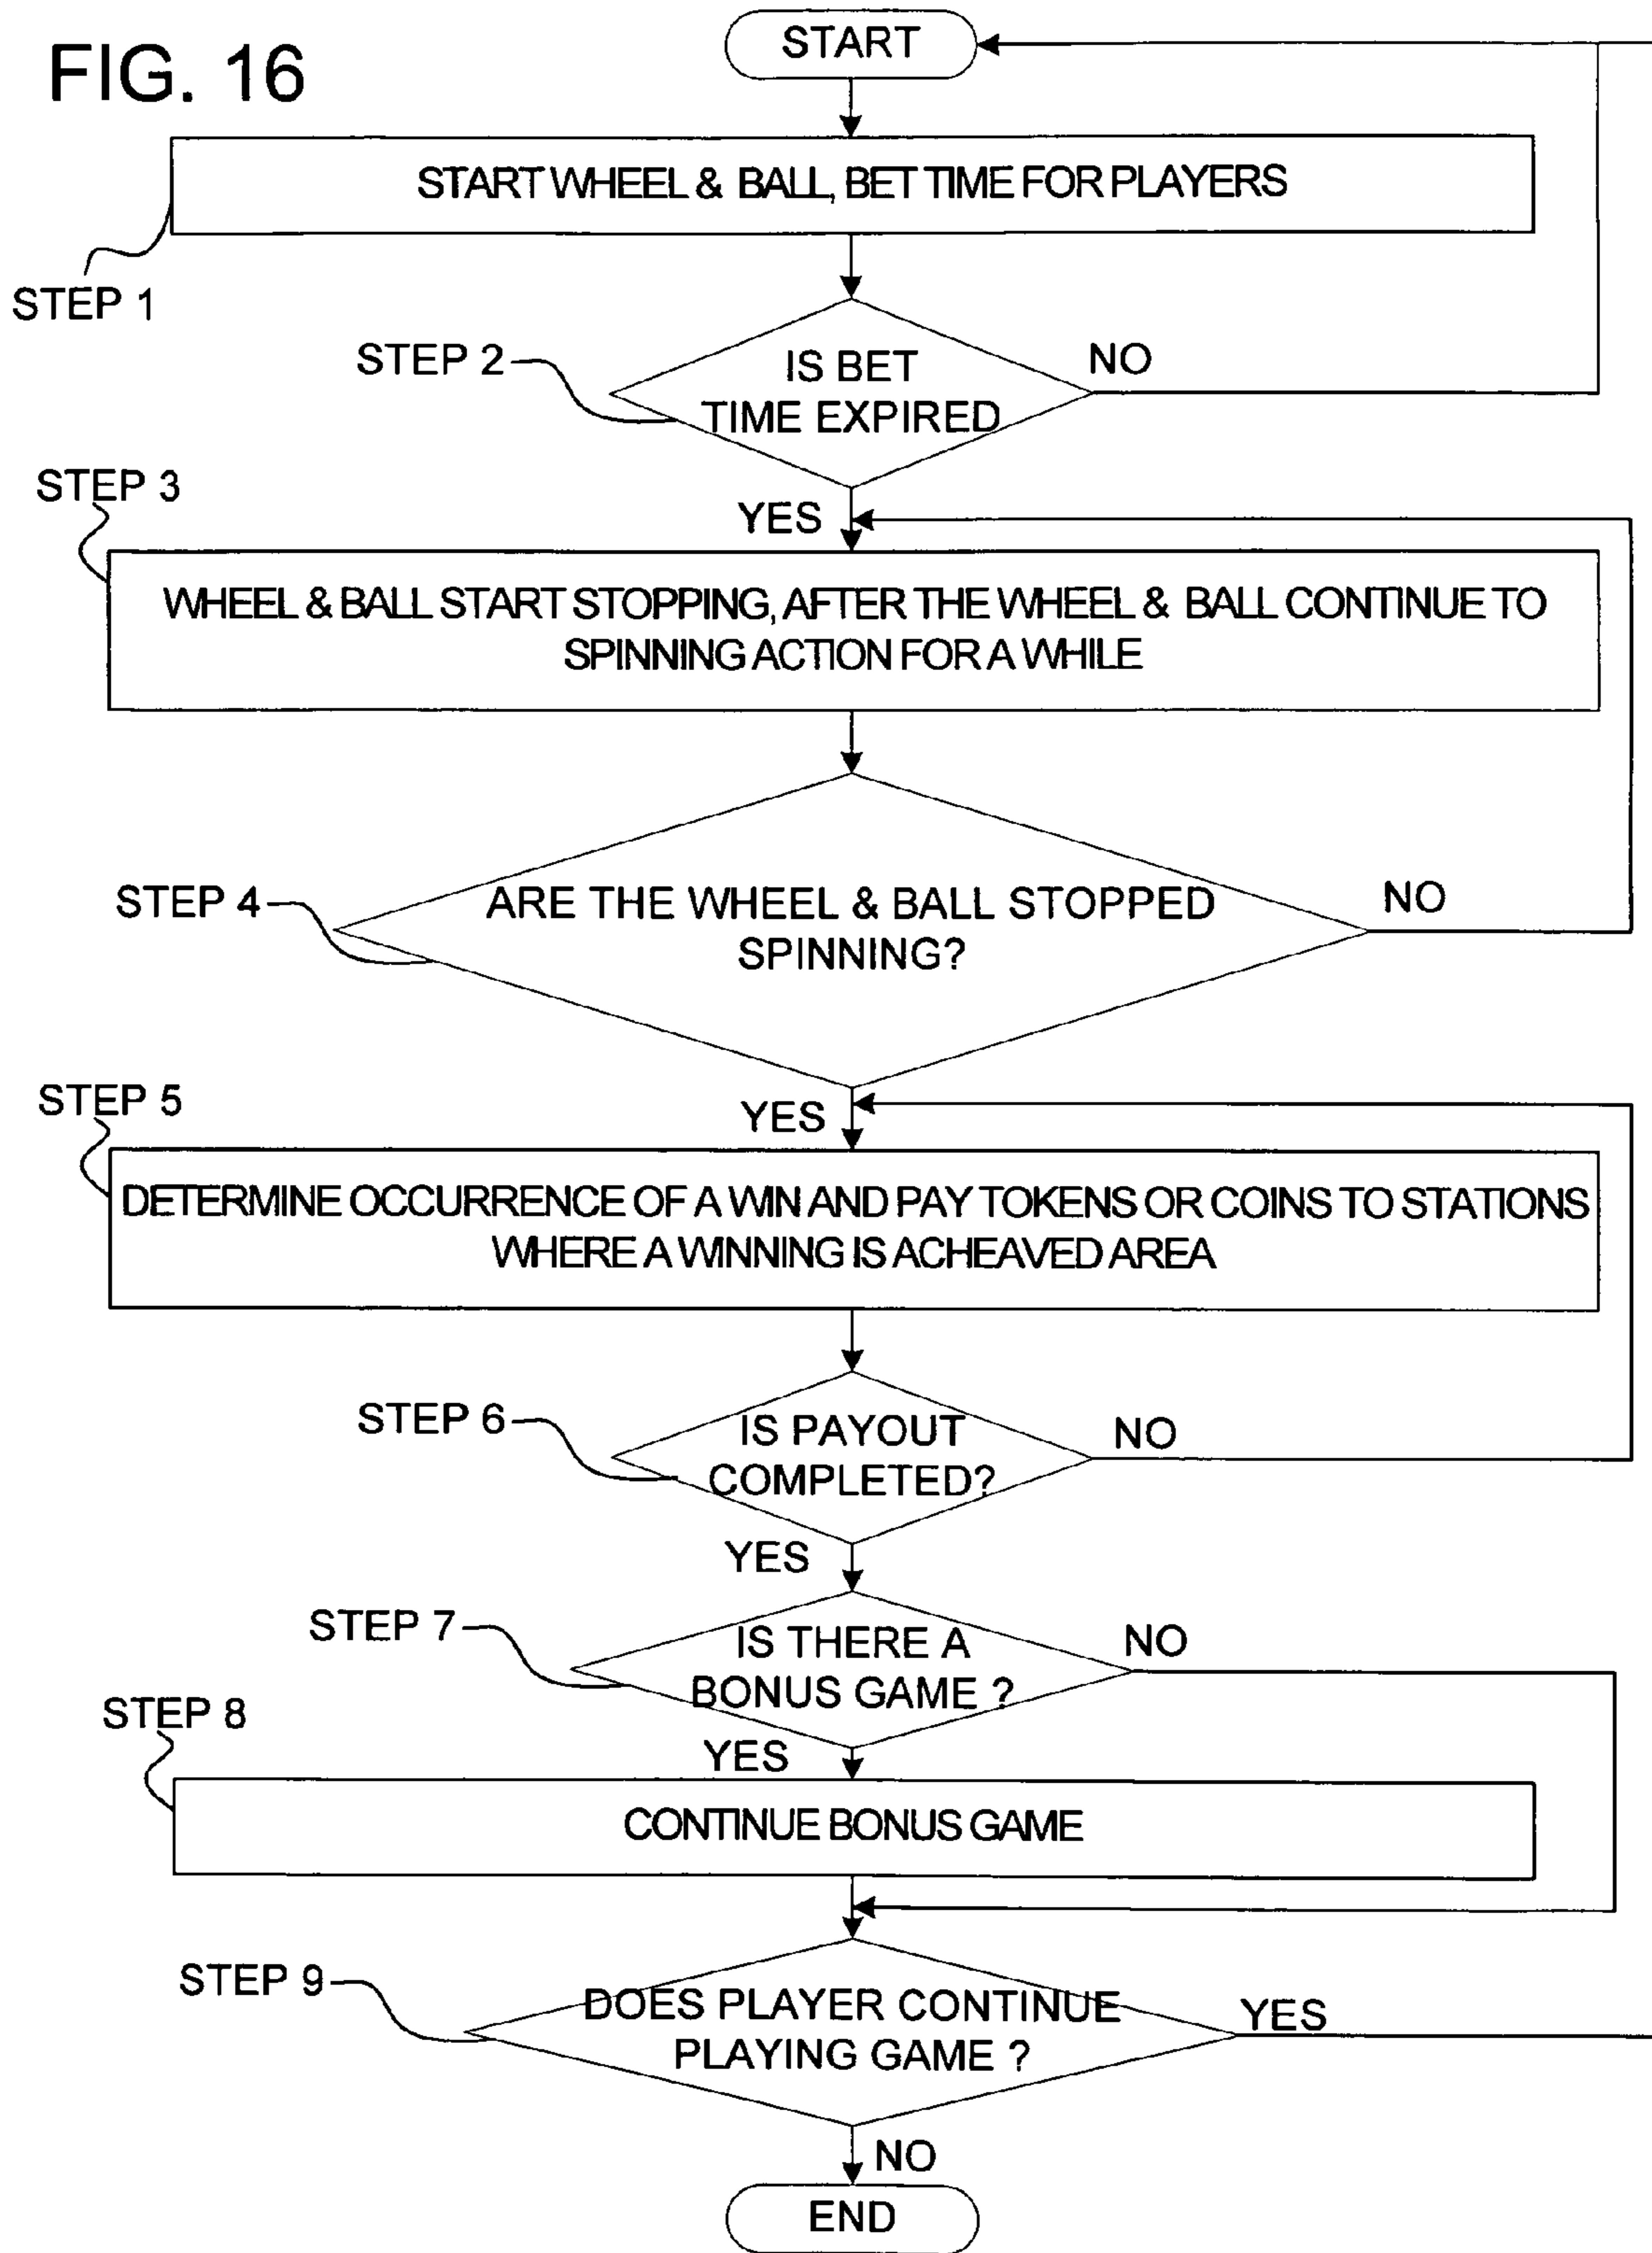 FIG. 16
START
START WHEEL & BALL, BET TIME FOR PLAYERS
STEP 1
STEP 2
IS BET
TIME EXPIRED
NO
STEP 3
YES
WHEEL & BALL START STOPPING, AFTER THE WHEEL & BALL CONTINUE TO
SPINNING ACTION FOR A WHILE
STEP 4
ARE THE WHEEL & BALL STOPPED
SPINNING?
NO
STEP 5
YES
DETERMINE OCCURRENCE OF A WIN AND PAY TOKENS OR COINS TO STATIONS
WHERE A WINNING IS ACHEAVED AREA
STEP 6
IS PAYOUT
COMPLETED?
NO
YES
STEP 7
IS THERE A
BONUS GAME ?
NO
STEP 8
YES
CONTINUE BONUS GAME
STEP 9
DOES PLAYER CONTINUE
PLAYING GAME ?
YES
NO
END